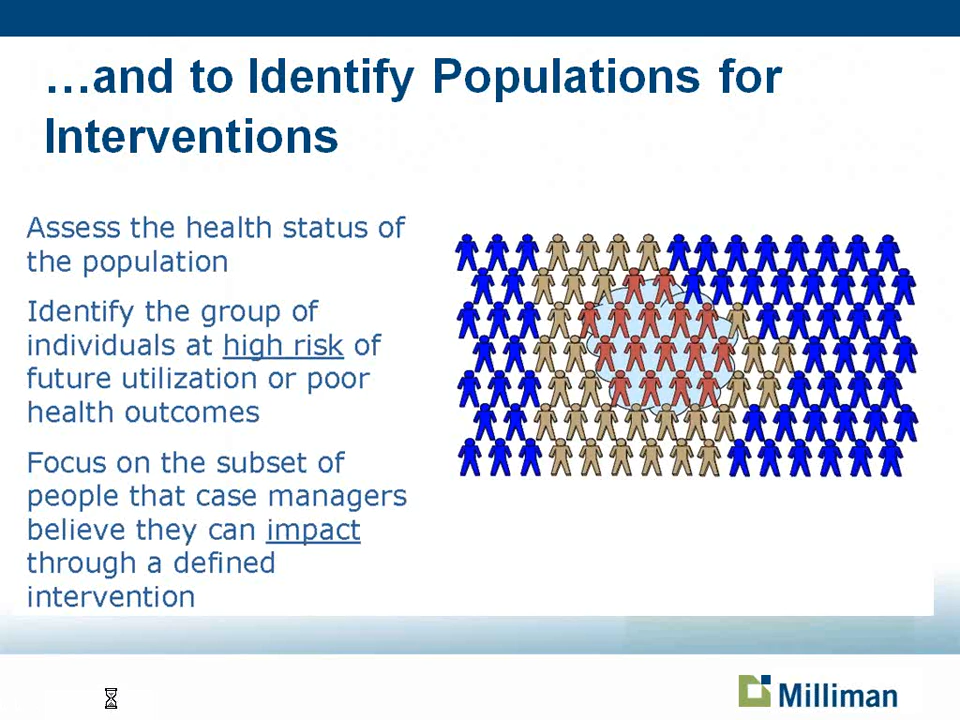 ...and to Identify Populations for
Interventions
Assess the health status of
the population
Identify the group of
individuals at high risk of
future utilization or poor
health outcomes
Focus on the subset of
people that case managers
believe they can impact
through a defined
intervention
Milliman